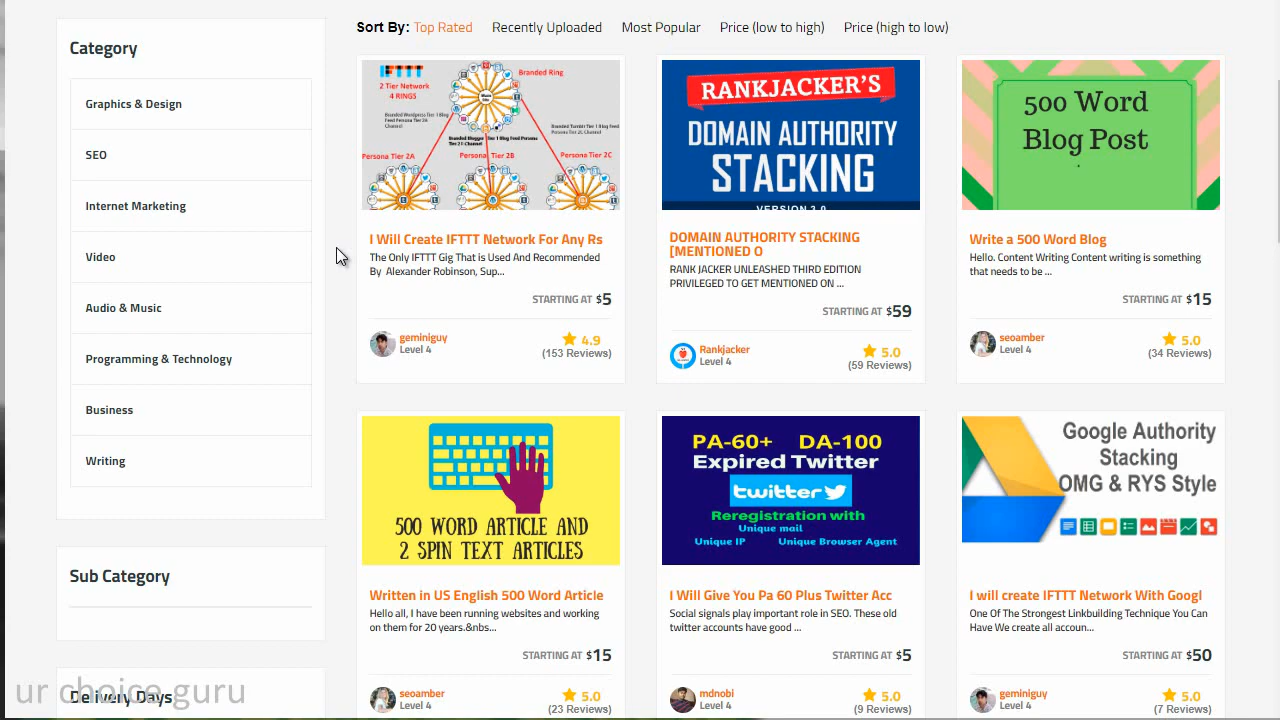 Sort By: Top Rated Recently Uploaded Most Popular Price (low to high) Price (high to low)
Category
Graphics & Design
SEO
Internet Marketing
Video
Audio & Music
Programming & Technology
Business
Writing
Sub Category
Delivery Days
ur choice guru
IFTTT
2 Tier Network
4 RINGS
Branded Ring
Persona Tier 2A
Persona Tier 2B
Persona Tier 2C
I Will Create IFTTT Network For Any Rs
The Only IFTTT Gig That is Used And Recommended
By Alexander Robinson, Sup...
STARTING AT $5
geminiguy
Level 4
4.9
(153 Reviews)
RANKJACKER'S
DOMAIN AUTHORITY
STACKING
VERSION 3.0
DOMAIN AUTHORITY STACKING
[MENTIONED O
RANK JACKER UNLEASHED THIRD EDITION
PRIVILEGED TO GET MENTIONED ON ...
STARTING AT $59
Rankjacker
Level 4
5.0
(59 Reviews)
500 Word
Blog Post
Write a 500 Word Blog
Hello. Content Writing Content writing is something
that needs to be ...
STARTING AT $15
seoamber
Level 4
5.0
(34 Reviews)
500 WORD ARTICLE AND
2 SPIN TEXT ARTICLES
Written in US English 500 Word Article
Hello all, I have been running websites and working
on them for 20 years.&nbs...
STARTING AT $15
seoamber
Level 4
5.0
(23 Reviews)
PA-60+ DA-100
Expired Twitter
twitter
Reregistration with
Unique mail
Unique IP Unique Browser Agent
I Will Give You Pa 60 Plus Twitter Acc
Social signals play important role in SEO. These old
twitter accounts have good ...
STARTING AT $5
mdnobi
Level 4
5.0
(9 Reviews)
Google Authority
Stacking
OMG & RYS Style
I will create IFTTT Network With Googl
One Of The Strongest Linkbuilding Technique You Can
Have We create all accoun...
STARTING AT $50
geminiguy
Level 4
5.0
(7 Reviews)